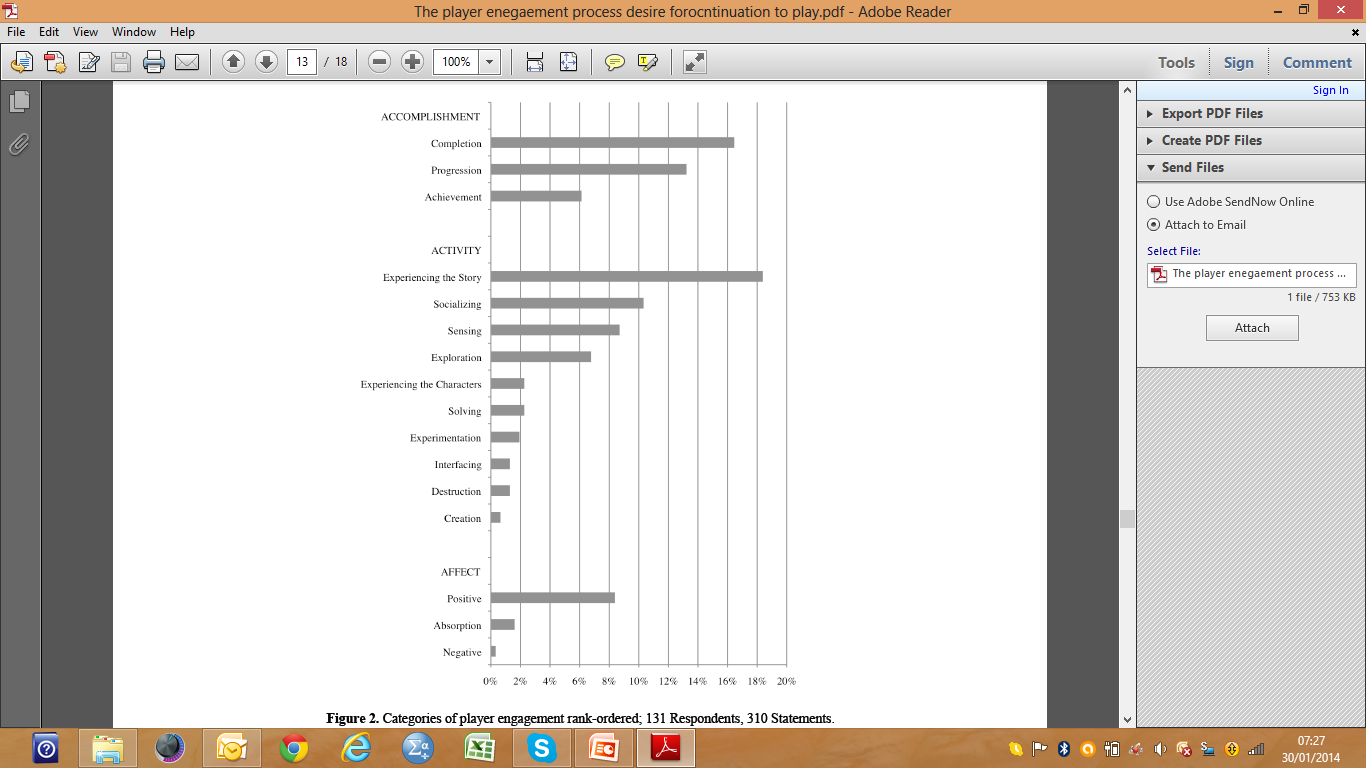 The player enegaement process desire forocntinuation to play.pdf - Adobe Reader
File Edit View Window Help
13 / 18 100% Tools Sign Comment
Sign In
Export PDF Files
Create PDF Files
Send Files
Use Adobe SendNow Online
Attach to Email
Select File:
The player enegaement process ...
1 file / 753 KB
Attach
ACCOMPLISHMENT
Completion
Progression
Achievement
ACTIVITY
Experiencing the Story
Socializing
Sensing
Exploration
Experiencing the Characters
Solving
Experimentation
Interfacing
Destruction
Creation
AFFECT
Positive
Absorption
Negative
0% 2% 4% 6% 8% 10% 12% 14% 16% 18% 20%
Figure 2. Categories of player engagement rank-ordered; 131 Respondents, 310 Statements.
07:27
30/01/2014